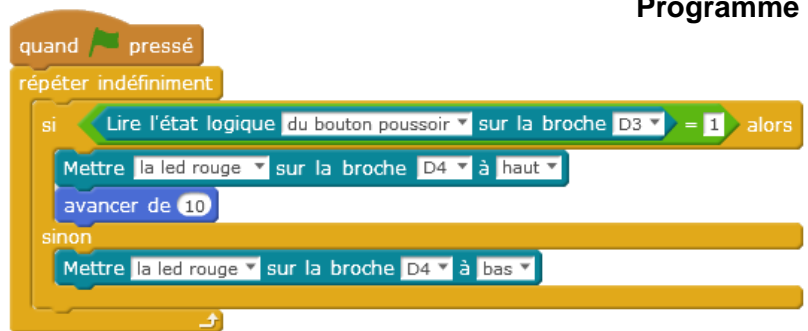 Programme
quand pressé
répéter indéfiniment
si Lire l'état logique du bouton poussoir sur la broche D3 = 1 alors
Mettre la led rouge sur la broche D4 à haut
avancer de 10
sinon
Mettre la led rouge sur la broche D4 à bas